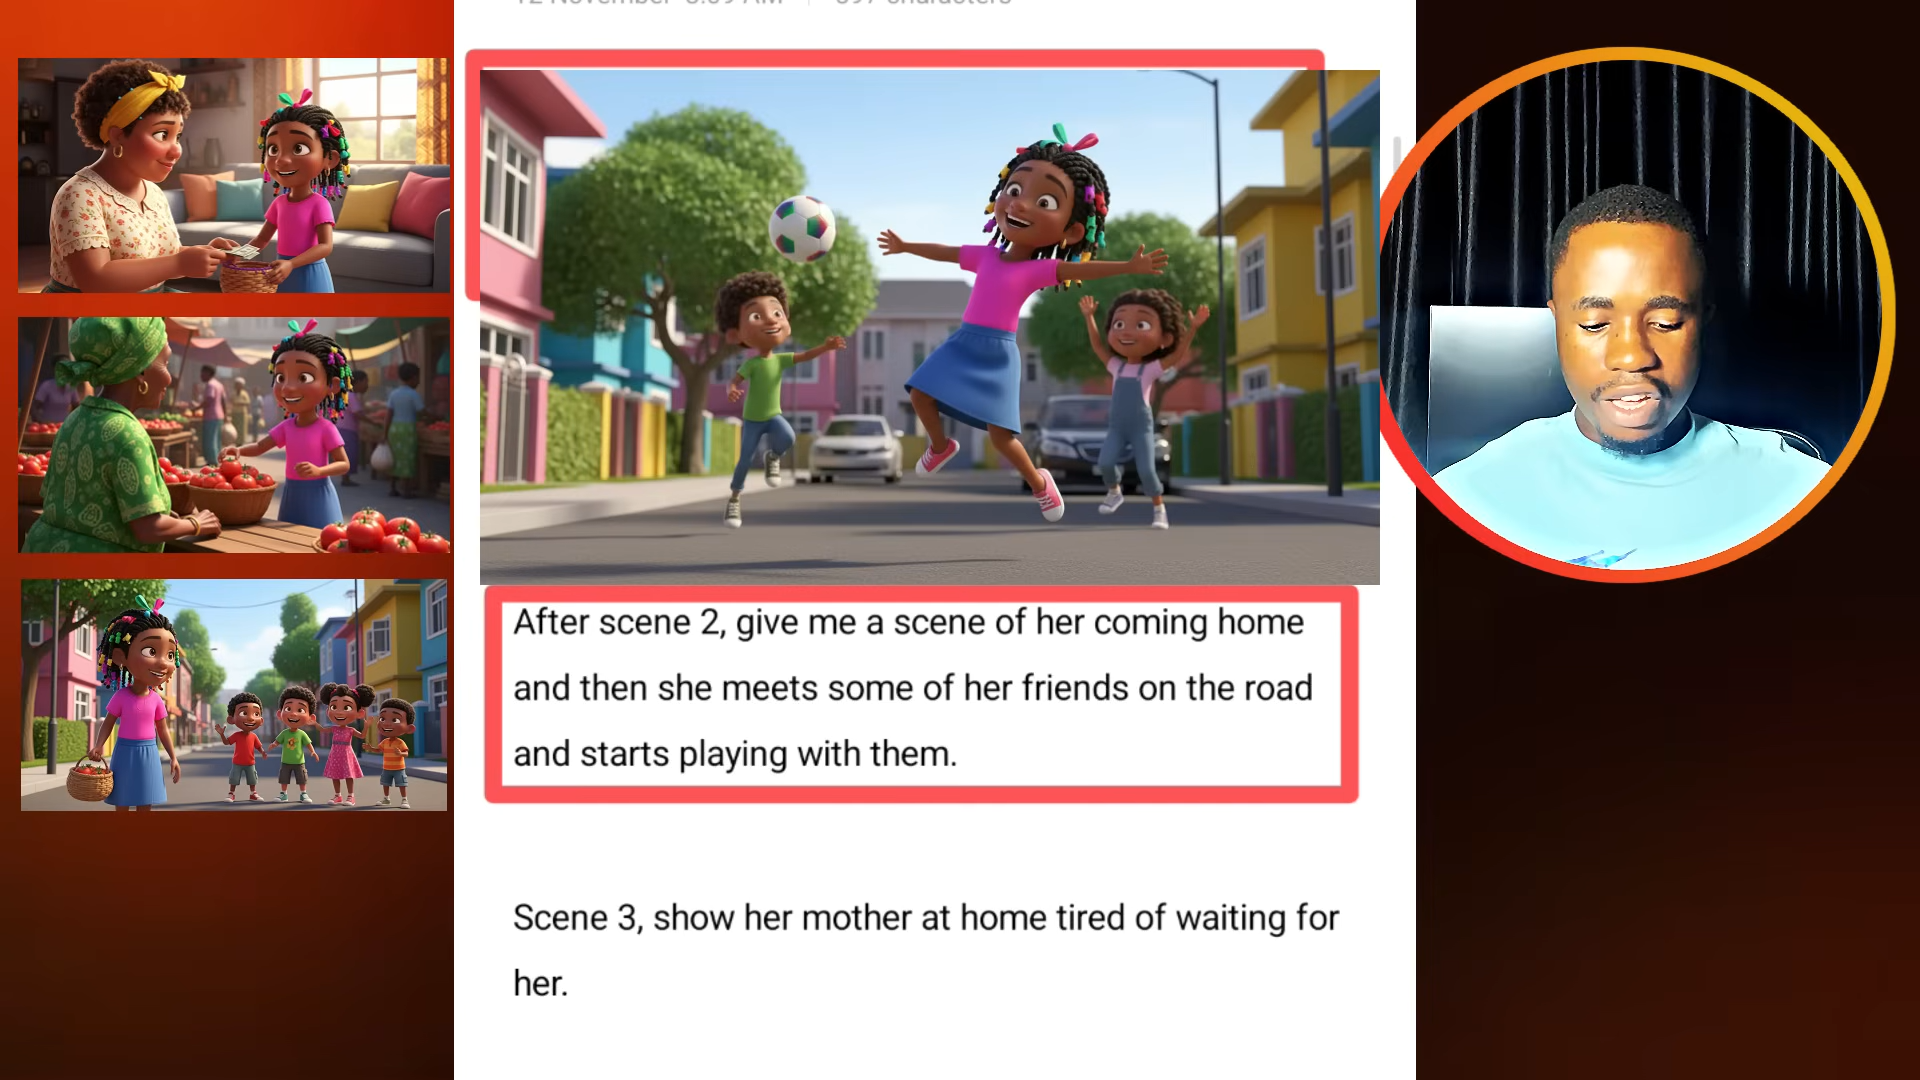 After scene 2, give me a scene of her coming home
and then she meets some of her friends on the road
and starts playing with them.
Scene 3, show her mother at home tired of waiting for
her.